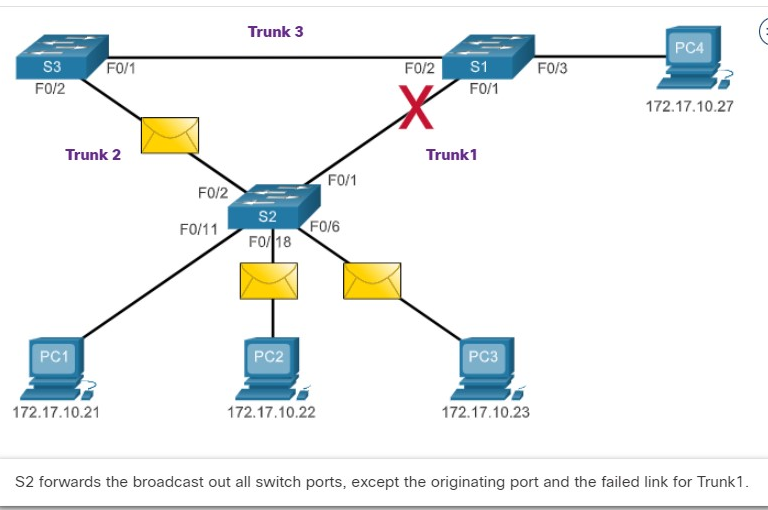 Trunk 3
S3
F0/1
F0/2
F0/2
S1
F0/3
F0/1
PC4
172.17.10.27
Trunk 2
Trunk1
F0/2
F0/1
S2
F0/11
F0/18
F0/6
PC1
PC2
PC3
172.17.10.21
172.17.10.22
172.17.10.23
S2 forwards the broadcast out all switch ports, except the originating port and the failed link for Trunk1.